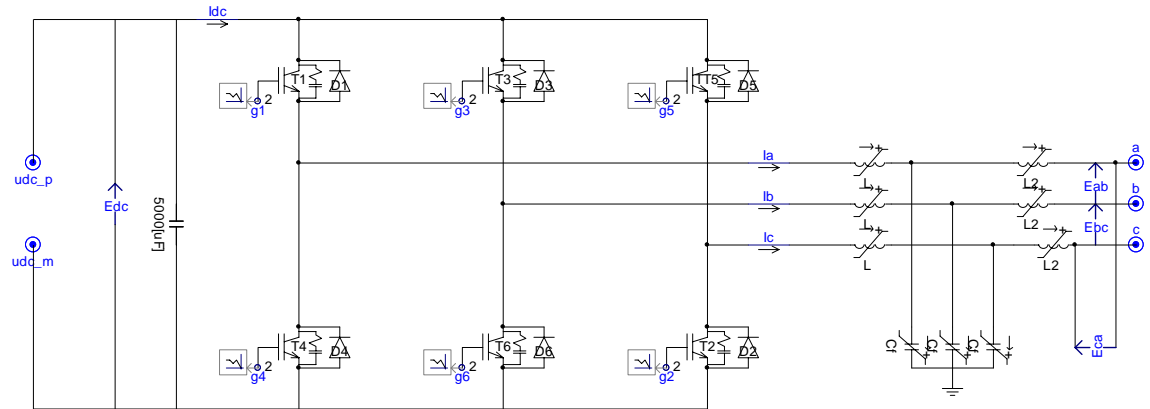 Idc
T1
D1
2
g1
T3
D3
2
g3
TT5
D5
2
g5
udc_p
Edc
5000[uF]
udc_m
Ia
L
L2
a
Eab
Ib
L
L2
b
Ebc
Ic
L
L2
c
T4
D4
2
g4
T6
D6
2
g6
T2
D2
2
g2
Cf
Cf
Cf
Eca